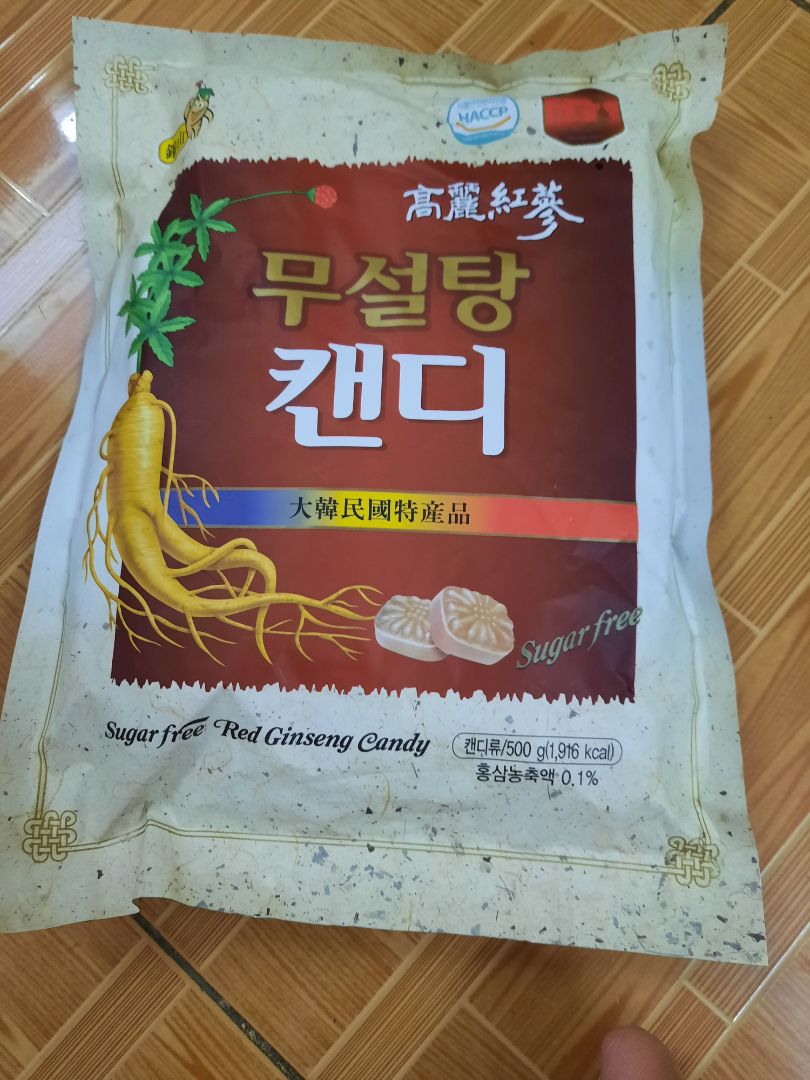 HACCP
高麗紅蔘
무설탕
캔디
大韓民國特産品
Sugar free
Sugar free Red Ginseng Candy
캔디류/500 g(1,916 kcal)
홍삼농축액 0.1%